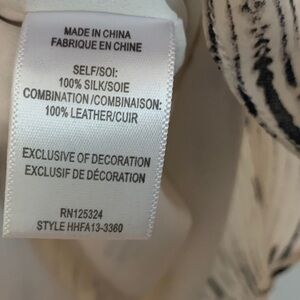 MADE IN CHINA
FABRIQUE EN CHINE
SELF/SOI:
100% SILK/SOIE
COMBINATION/COMBINAISON:
100% LEATHER/CUIR
EXCLUSIVE OF DECORATION
EXCLUSIF DE DÉCORATION
RN125324
STYLE HHFA13-3360